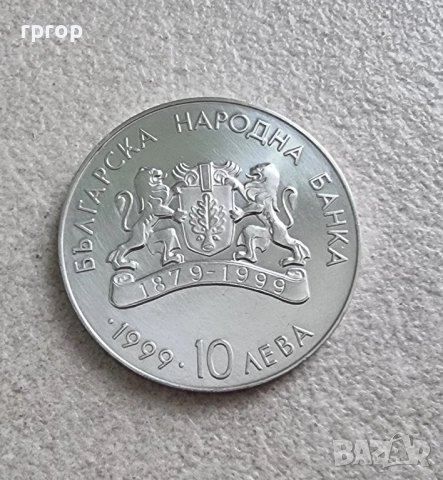 гргор
БЪЛГАРСКА НАРОДНА БАНКА
1879-1999
·1999· 10 ЛЕВА
BAZAR